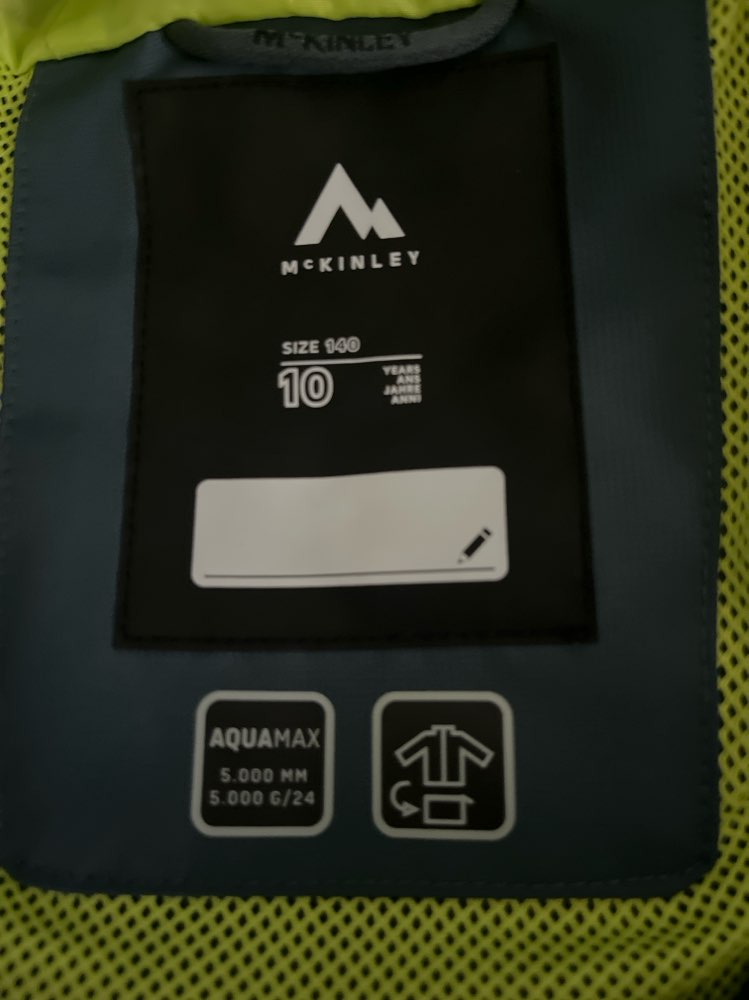 McKINLEY
McKINLEY
SIZE 140
10
YEARS
ANS
JAHRE
ANNI
AQUAMAX
5.000 MM
5.000 G/24